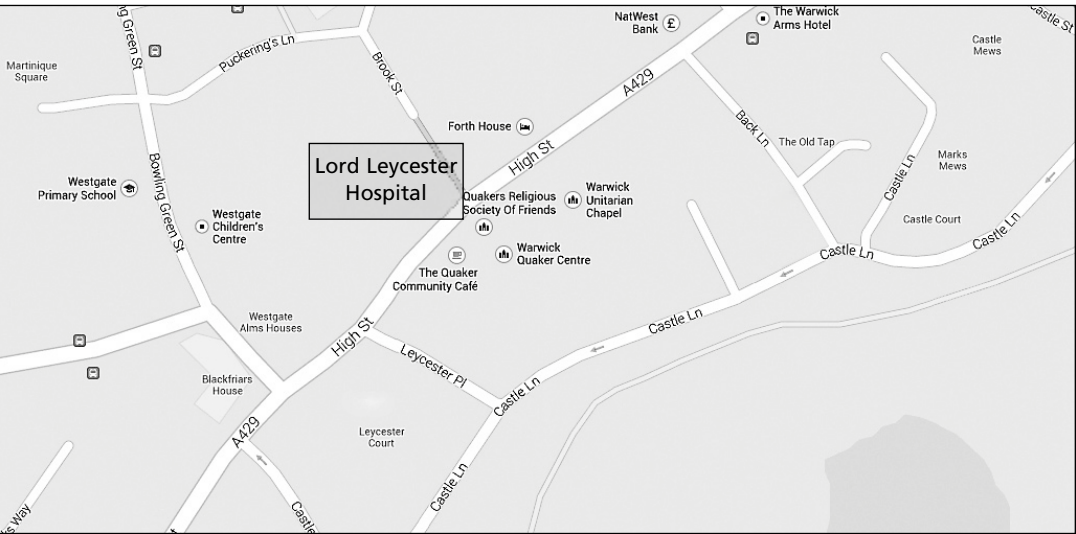 NatWest
Bank
£
The Warwick
Arms Hotel
Castle St
Castle
Mews
Bowling Green St
Puckering's Ln
Martinique
Square
Brook St
A429
Forth House
High St
Back Ln
The Old Tap
Castle Ln
Marks
Mews
Lord Leycester
Hospital
Westgate
Primary School
Bowling Green St
Quakers Religious
Society Of Friends
Warwick
Unitarian
Chapel
Castle Court
Castle Ln
Westgate
Children's
Centre
Warwick
Quaker Centre
Castle Ln
The Quaker
Community Café
Westgate
Alms Houses
High St
Castle Ln
Leycester Pl
Blackfriars
House
Castle Ln
A429
Leycester
Court
Castle Ln
Castle
Way